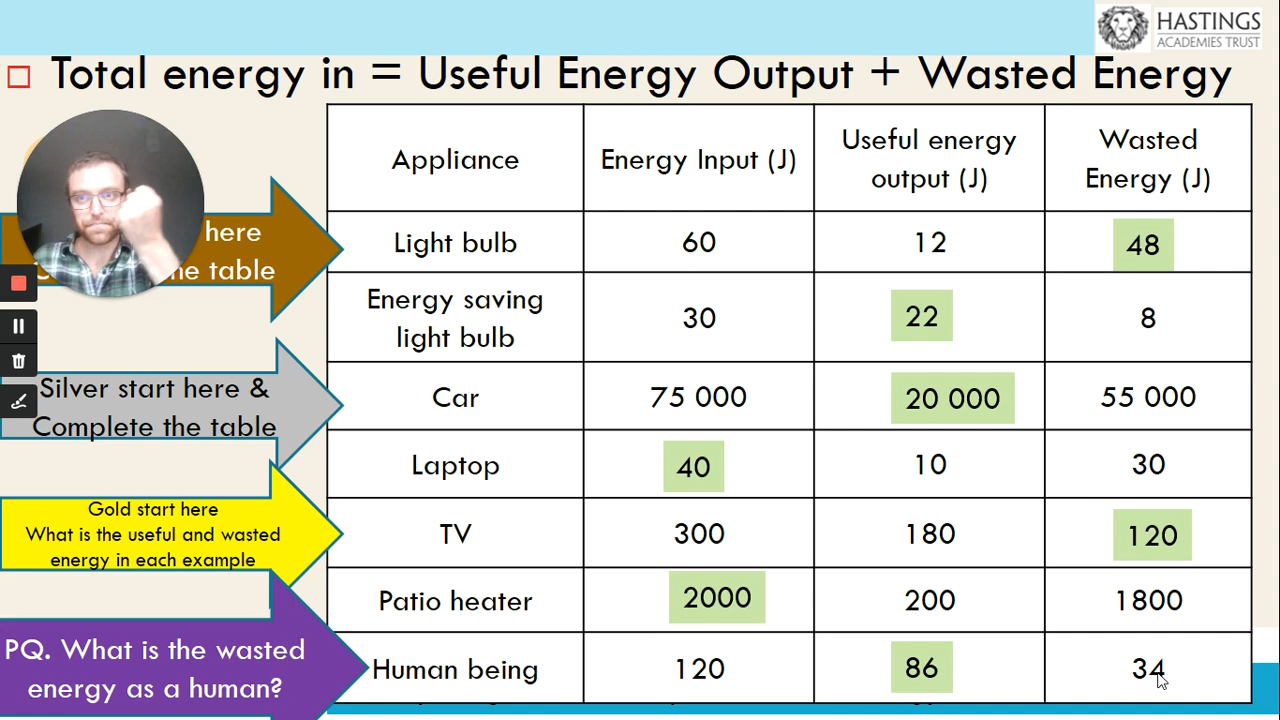 HASTINGS
ACADEMIES TRUST
Total energy in = Useful Energy Output + Wasted Energy
Appliance
Energy Input (J)
Useful energy
output (J)
Wasted
Energy (J)
Light bulb
60
12
48
Energy saving
light bulb
30
22
8
Car
75 000
20 000
55 000
Laptop
40
10
30
TV
300
180
120
Patio heater
2000
200
1800
Human being
120
86
34
here
table
Silver start here &
Complete the table
Gold start here
What is the useful and wasted
energy in each example
PQ. What is the wasted
energy as a human?